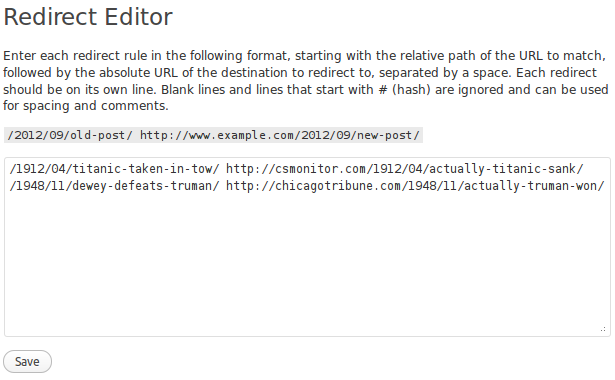 Redirect Editor
Enter each redirect rule in the following format, starting with the relative path of the URL to match,
followed by the absolute URL of the destination to redirect to, separated by a space. Each redirect
should be on its own line. Blank lines and lines that start with # (hash) are ignored and can be used
for spacing and comments.
/2012/09/old-post/ http://www.example.com/2012/09/new-post/
/1912/04/titanic-taken-in-tow/ http://csmonitor.com/1912/04/actually-titanic-sank/
/1948/11/dewey-defeats-truman/ http://chicagotribune.com/1948/11/actually-truman-won/
Save